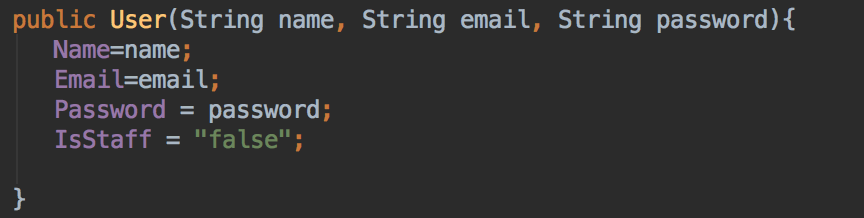 public User(String name, String email, String password){
Name=name;
Email=email;
Password = password;
IsStaff = "false";
}